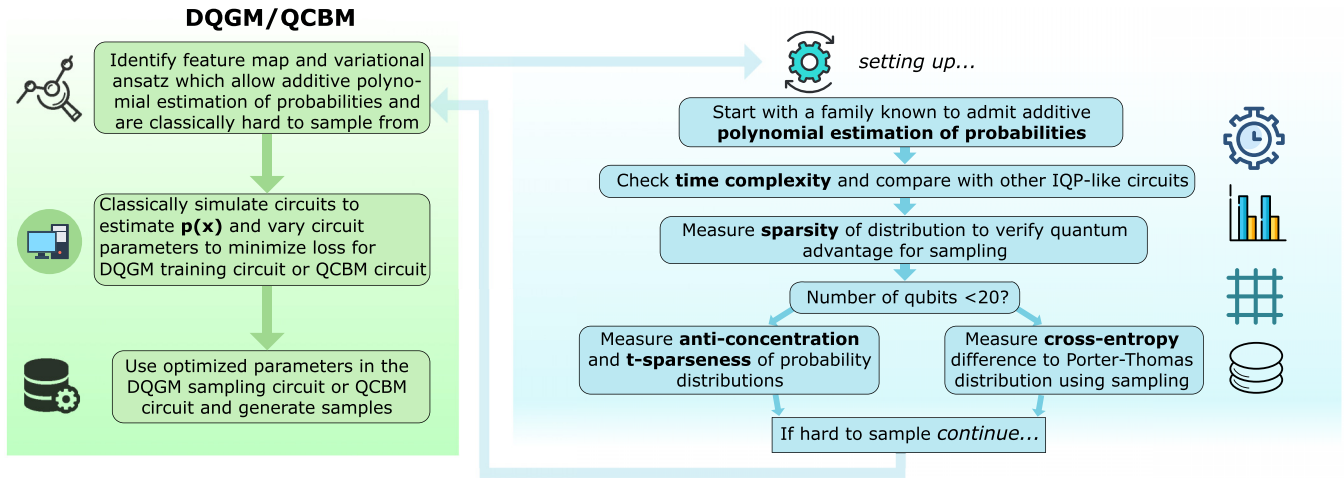 DQGM/QCBM
Identify feature map and variational
ansatz which allow additive polyno-
mial estimation of probabilities and
are classically hard to sample from
Classically simulate circuits to
estimate p(x) and vary circuit
parameters to minimize loss for
DQGM training circuit or QCBM circuit
Use optimized parameters in the
DQGM sampling circuit or QCBM
circuit and generate samples
setting up...
Start with a family known to admit additive
polynomial estimation of probabilities
Check time complexity and compare with other IQP-like circuits
Measure sparsity of distribution to verify quantum
advantage for sampling
Number of qubits <20?
Measure anti-concentration
and t-sparseness of probability
distributions
Measure cross-entropy
difference to Porter-Thomas
distribution using sampling
If hard to sample continue...